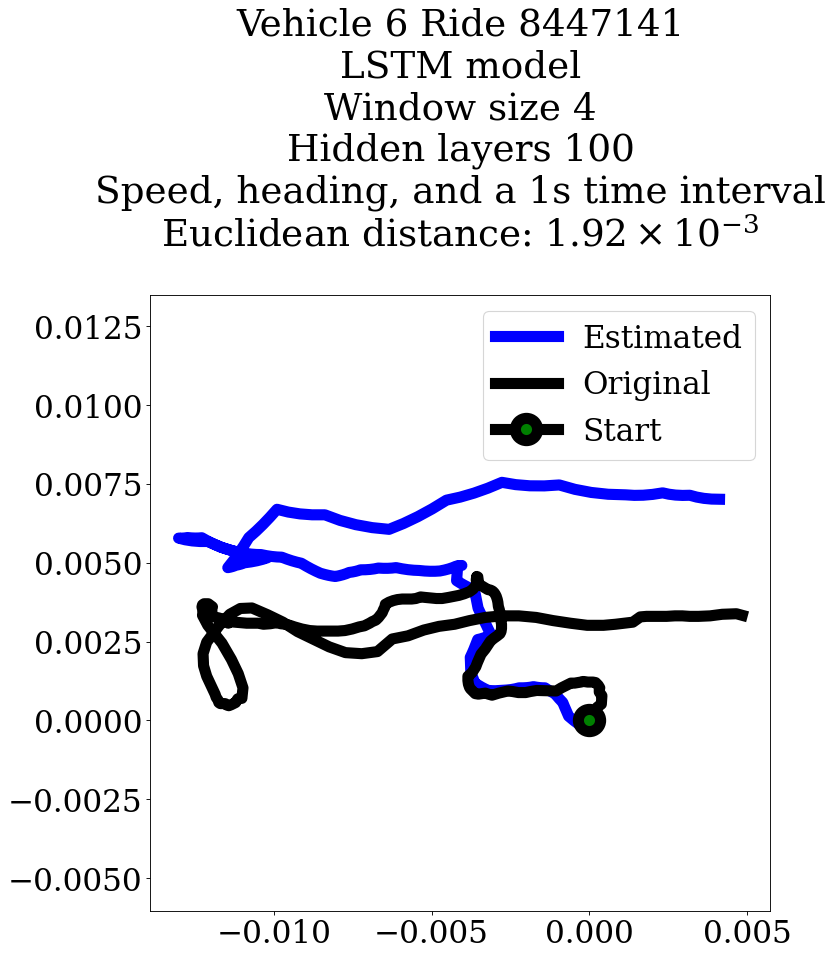 Vehicle 6 Ride 8447141
LSTM model
Window size 4
Hidden layers 100
Speed, heading, and a 1s time interval
Euclidean distance: 1.92 × 10⁻³
Estimated
Original
Start
0.0125
0.0100
0.0075
0.0050
0.0025
0.0000
−0.0025
−0.0050
−0.010 −0.005 0.000 0.005